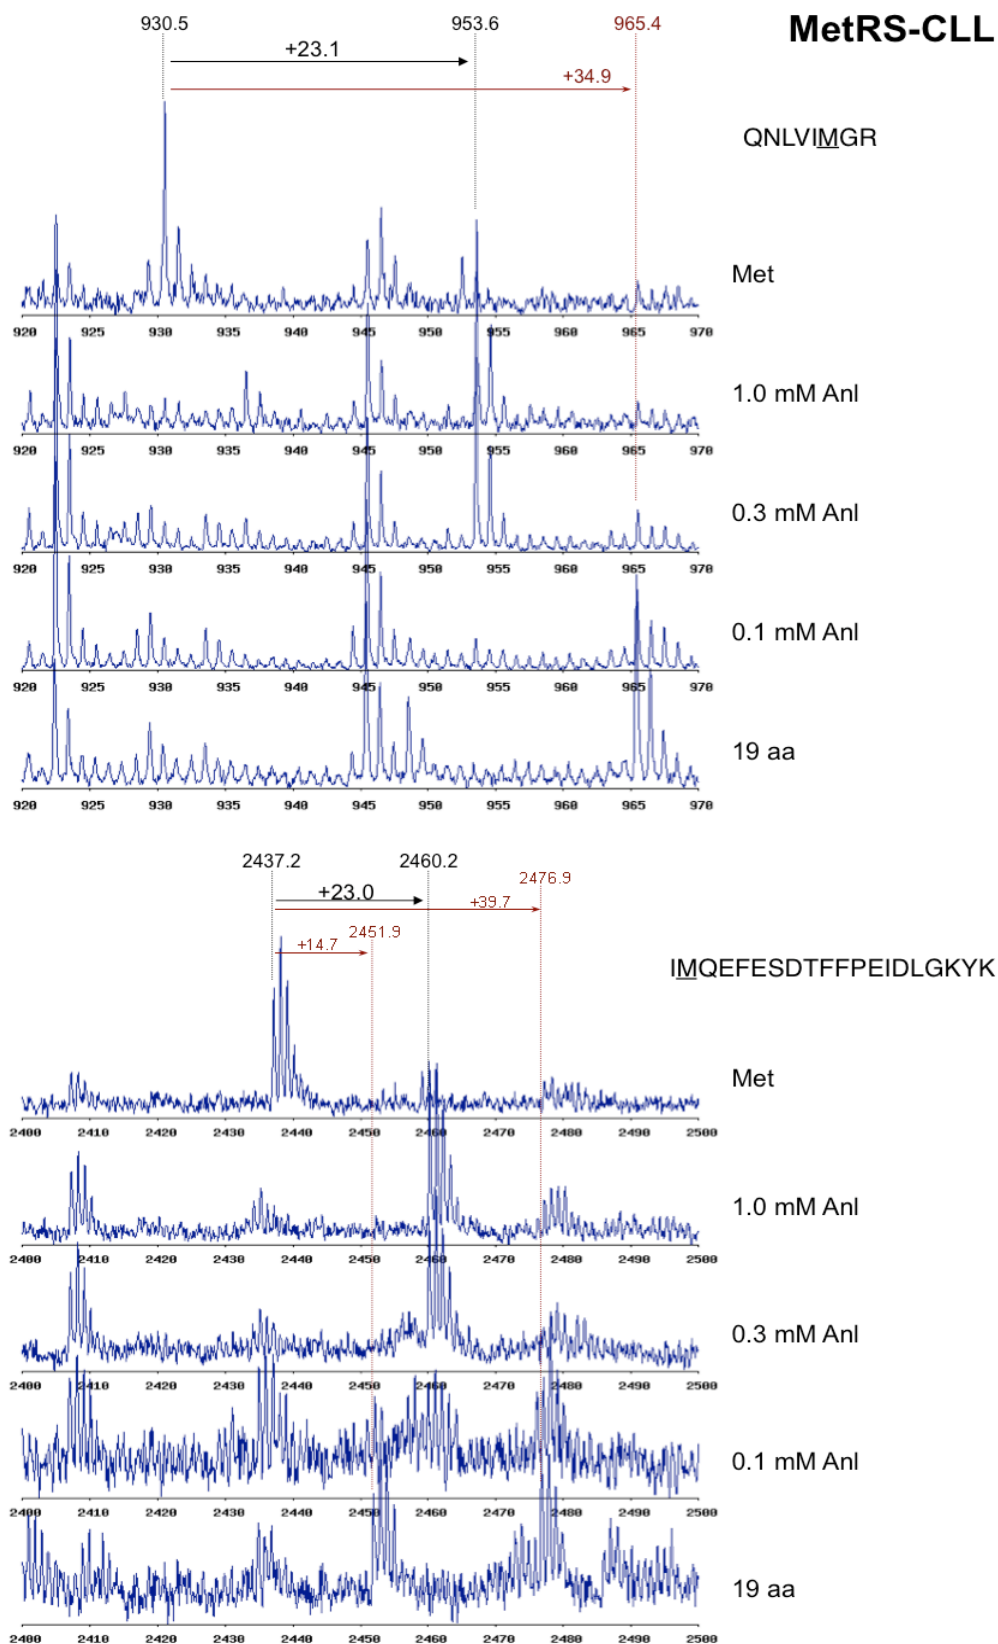 MetRS-CLL
930.5 953.6 965.4
+23.1
+34.9
QNLVIMGR
Met
920 925 930 935 940 945 950 955 960 965 970
1.0 mM Anl
920 925 930 935 940 945 950 955 960 965 970
0.3 mM Anl
920 925 930 935 940 945 950 955 960 965 970
0.1 mM Anl
920 925 930 935 940 945 950 955 960 965 970
19 aa
920 925 930 935 940 945 950 955 960 965 970
2437.2 2460.2
2476.9
+23.0
+39.7
2451.9
+14.7
IMQEFESDTFFPEIDLGKYK
Met
2400 2410 2420 2430 2440 2450 2460 2470 2480 2490 2500
1.0 mM Anl
2400 2410 2420 2430 2440 2450 2460 2470 2480 2490 2500
0.3 mM Anl
2400 2410 2420 2430 2440 2450 2460 2470 2480 2490 2500
0.1 mM Anl
2400 2410 2420 2430 2440 2450 2460 2470 2480 2490 2500
19 aa
2400 2410 2420 2430 2440 2450 2460 2470 2480 2490 2500